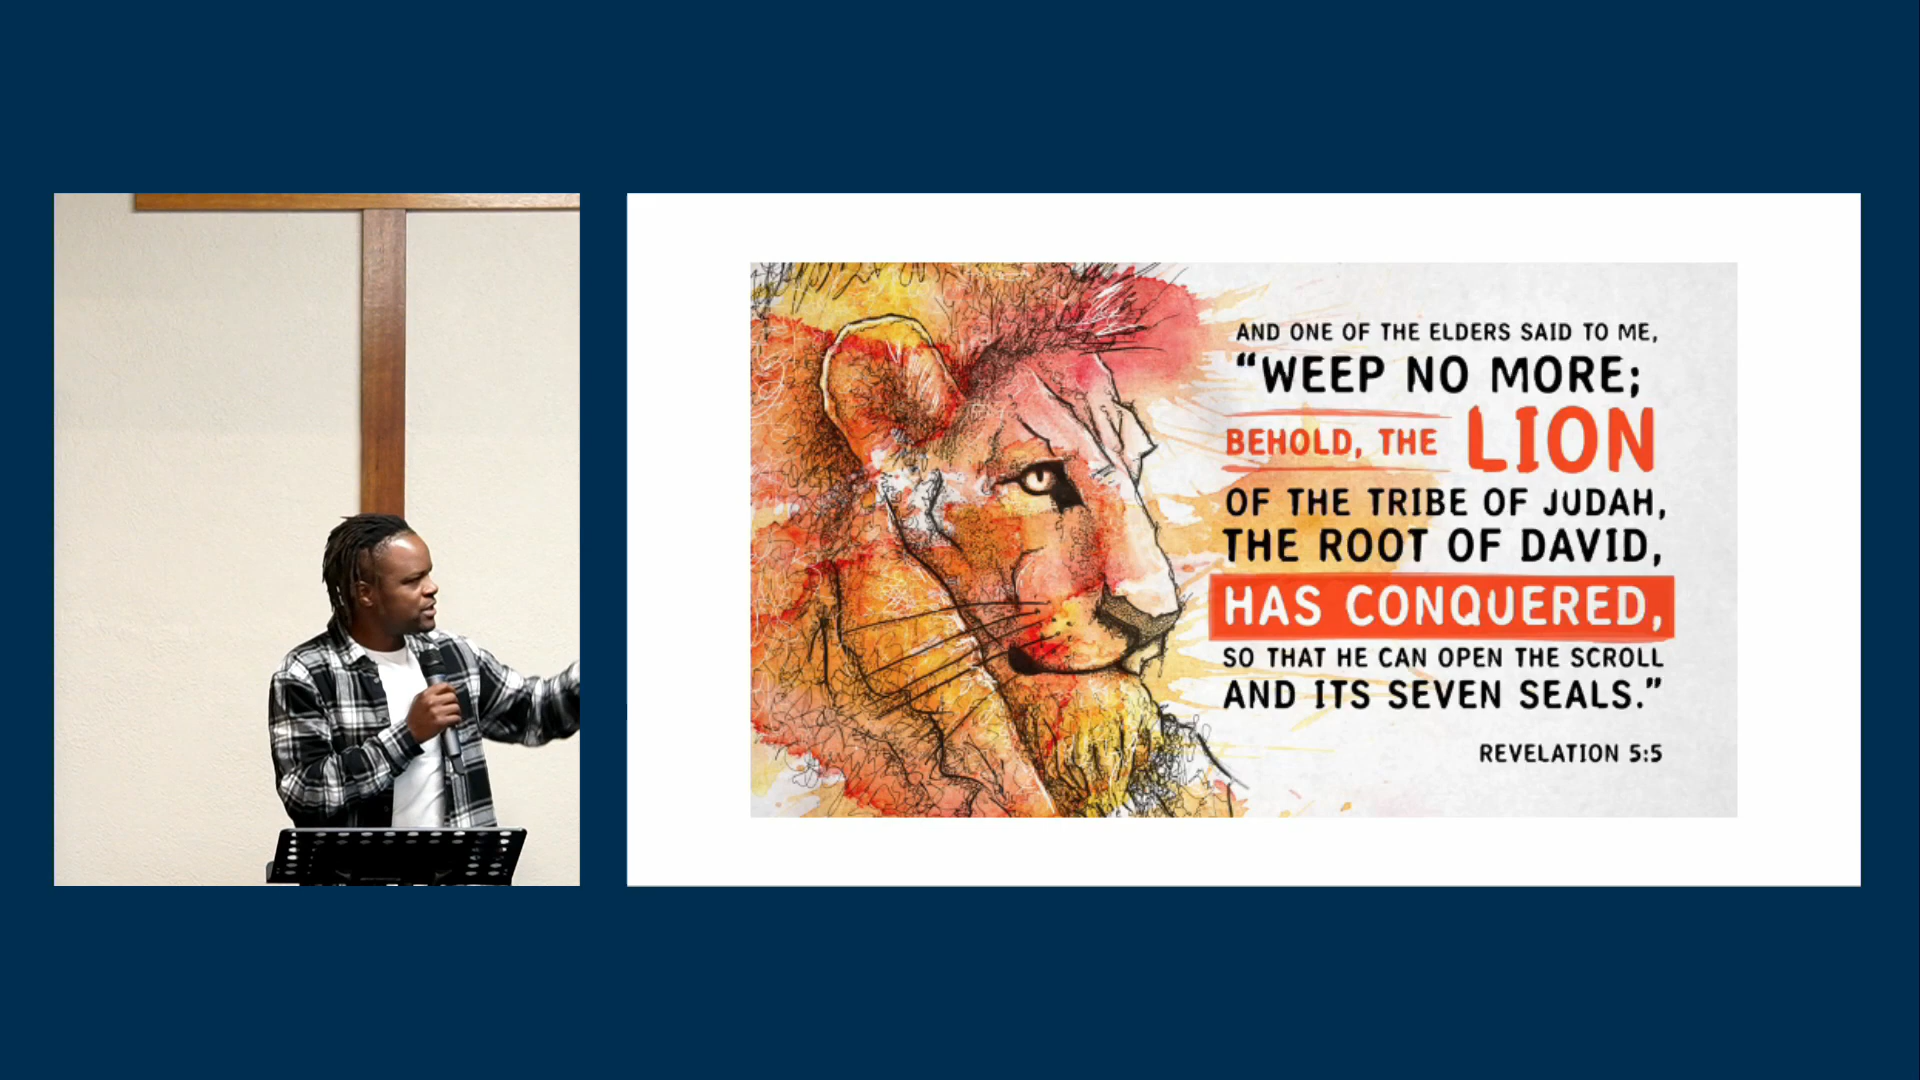 AND ONE OF THE ELDERS SAID TO ME,
“WEEP NO MORE;
BEHOLD, THE LION
OF THE TRIBE OF JUDAH,
THE ROOT OF DAVID,
HAS CONQUERED,
SO THAT HE CAN OPEN THE SCROLL
AND ITS SEVEN SEALS.”
REVELATION 5:5